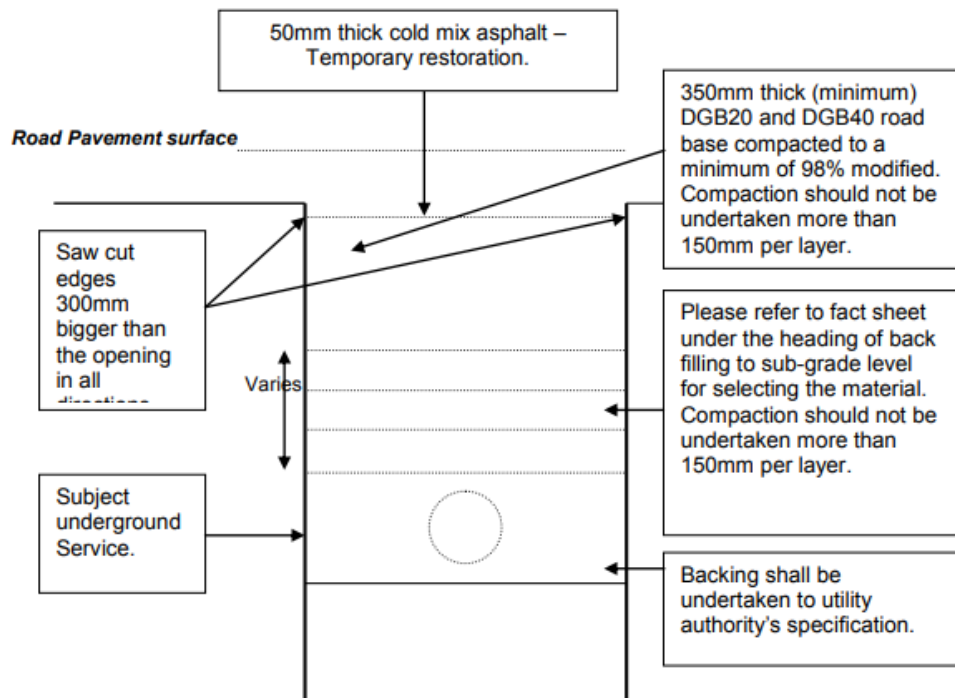 50mm thick cold mix asphalt –
Temporary restoration.
Road Pavement surface
350mm thick (minimum)
DGB20 and DGB40 road
base compacted to a
minimum of 98% modified.
Compaction should not be
undertaken more than
150mm per layer.
Saw cut
edges
300mm
bigger than
the opening
in all
Varies
Please refer to fact sheet
under the heading of back
filling to sub-grade level
for selecting the material.
Compaction should not be
undertaken more than
150mm per layer.
Subject
underground
Service.
Backing shall be
undertaken to utility
authority's specification.